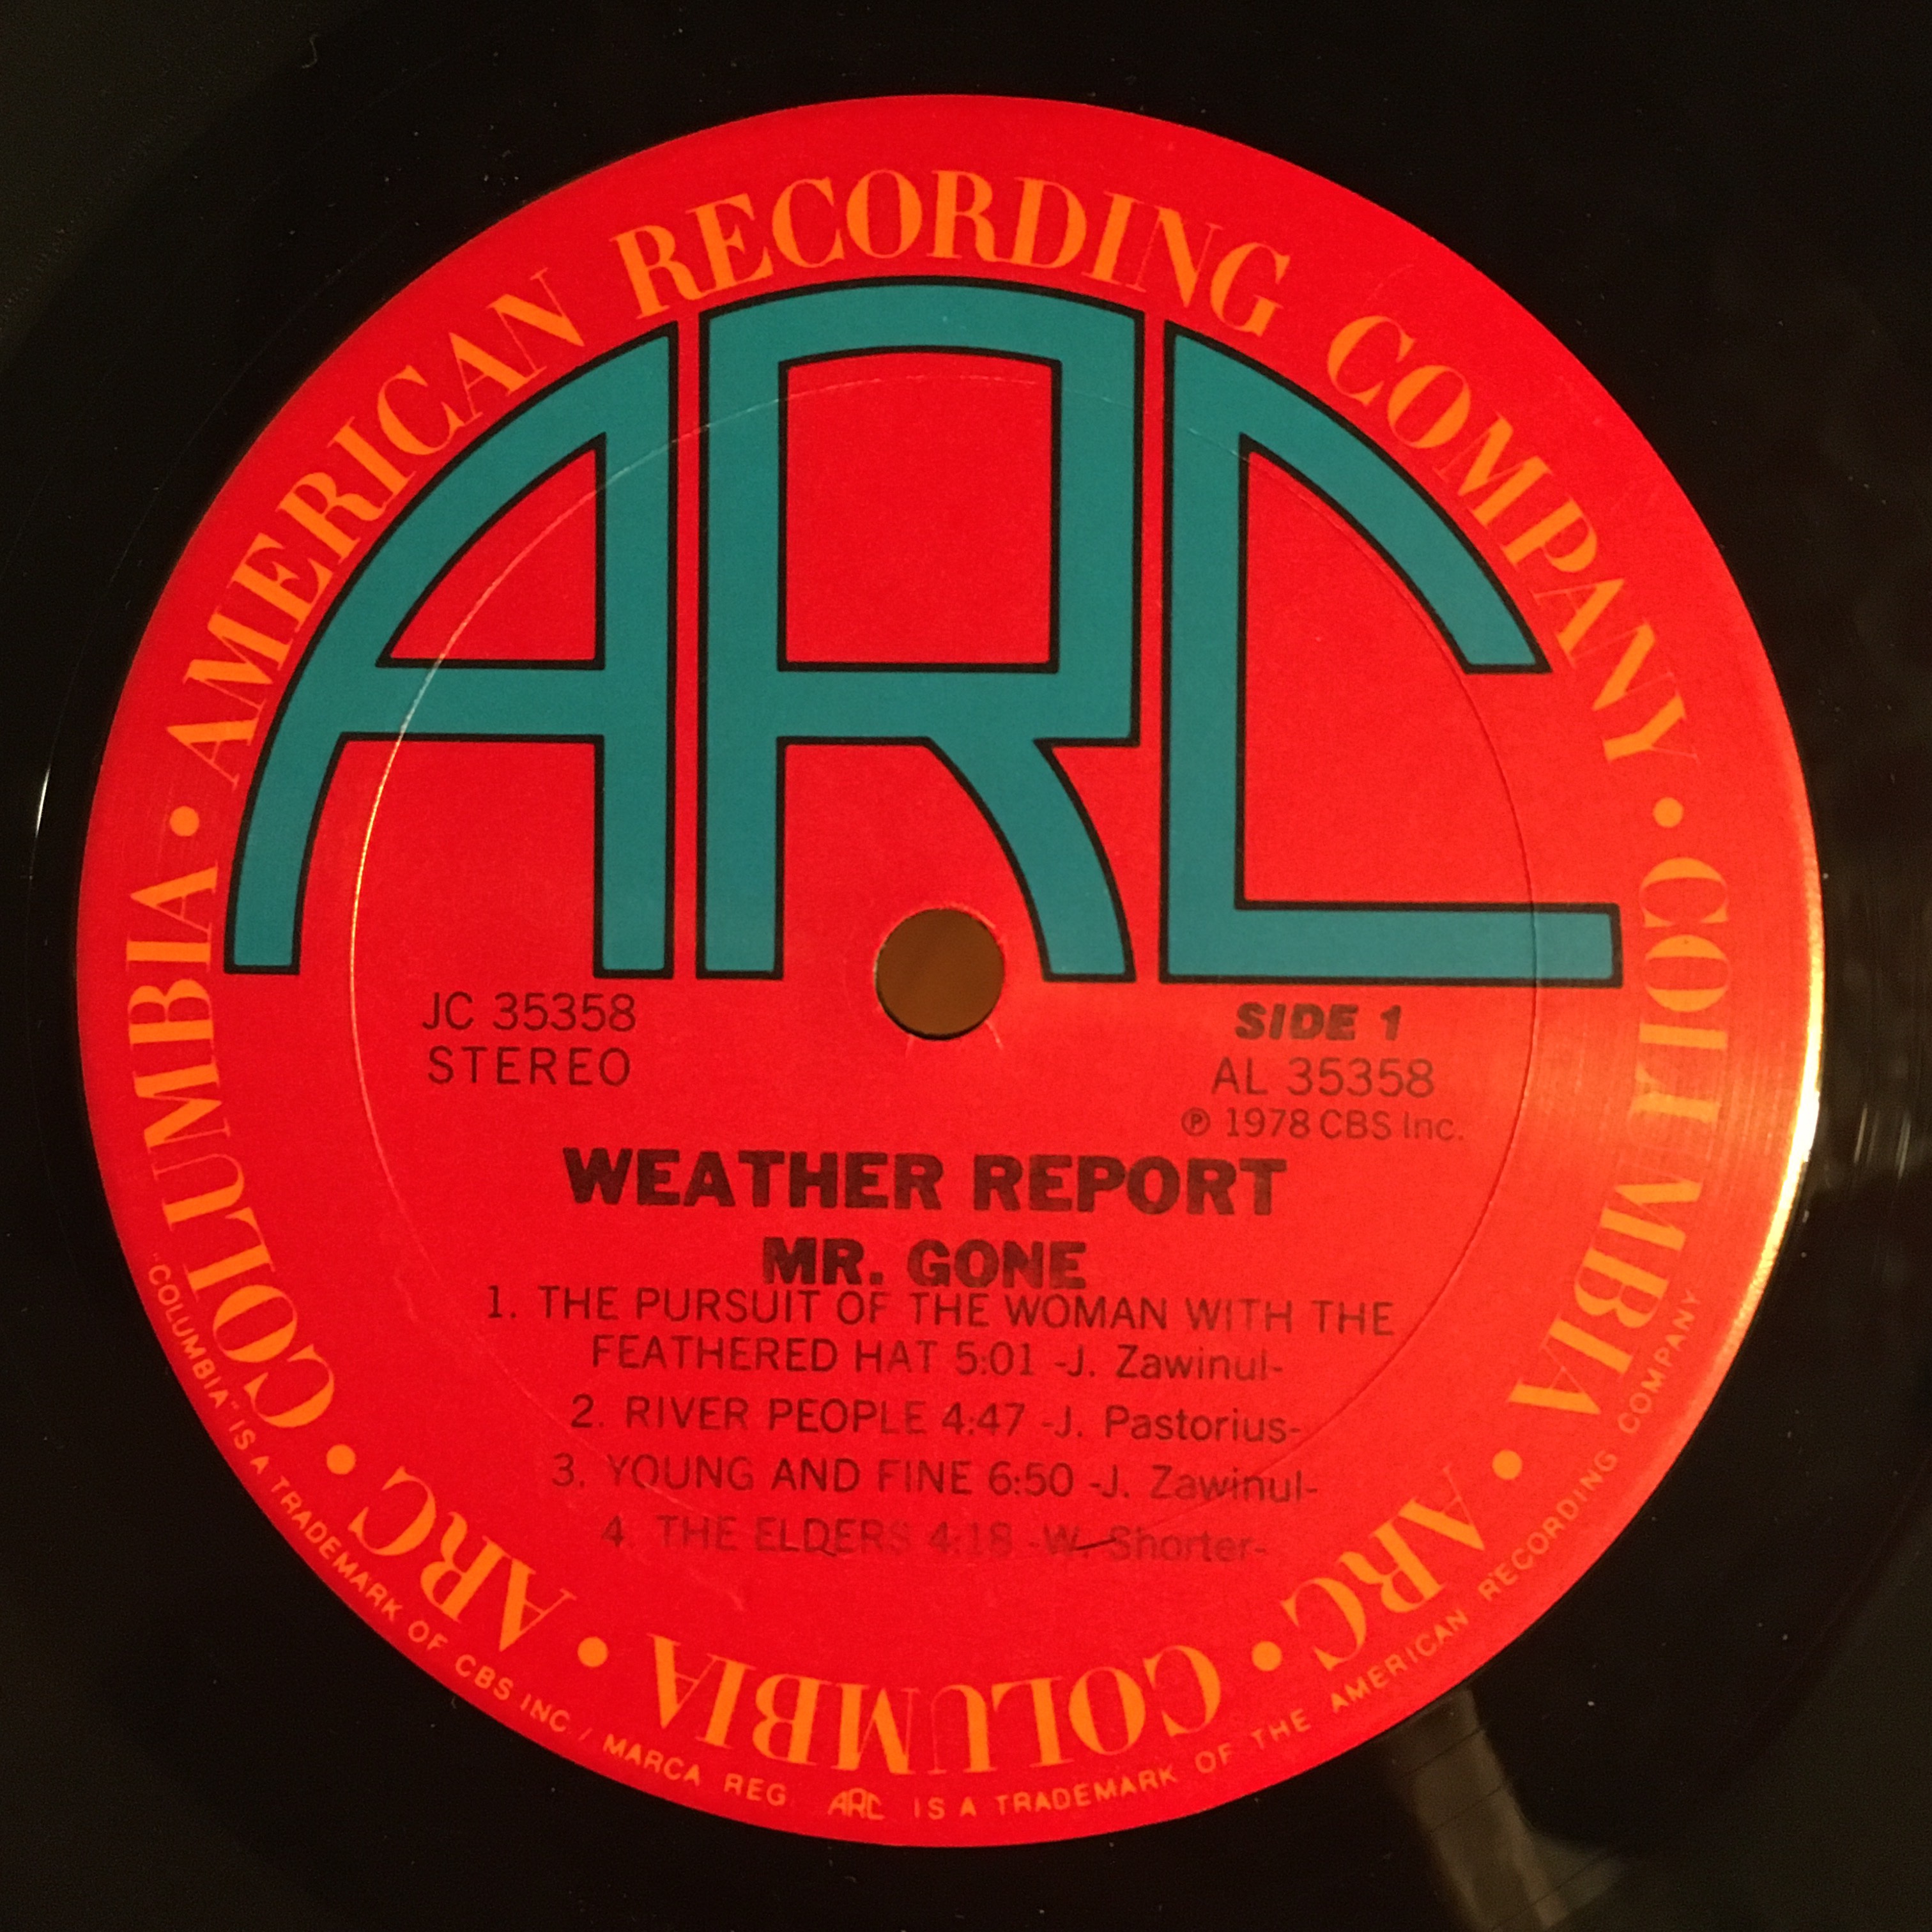 AMERICAN RECORDING COMPANY • COLUMBIA • ARC • COLUMBIA • ARC • COLUMBIA •
ARC
JC 35358
STEREO
SIDE 1
AL 35358
℗ 1978 CBS Inc.
WEATHER REPORT
MR. GONE
1. THE PURSUIT OF THE WOMAN WITH THE
FEATHERED HAT 5:01 -J. Zawinul-
2. RIVER PEOPLE 4:47 -J. Pastorius-
3. YOUNG AND FINE 6:50 -J. Zawinul-
4. THE ELDERS 4:18 -W. Shorter-
"COLUMBIA" IS A TRADEMARK OF CBS INC / MARCA REG ARC IS A TRADEMARK OF THE AMERICAN RECORDING COMPANY